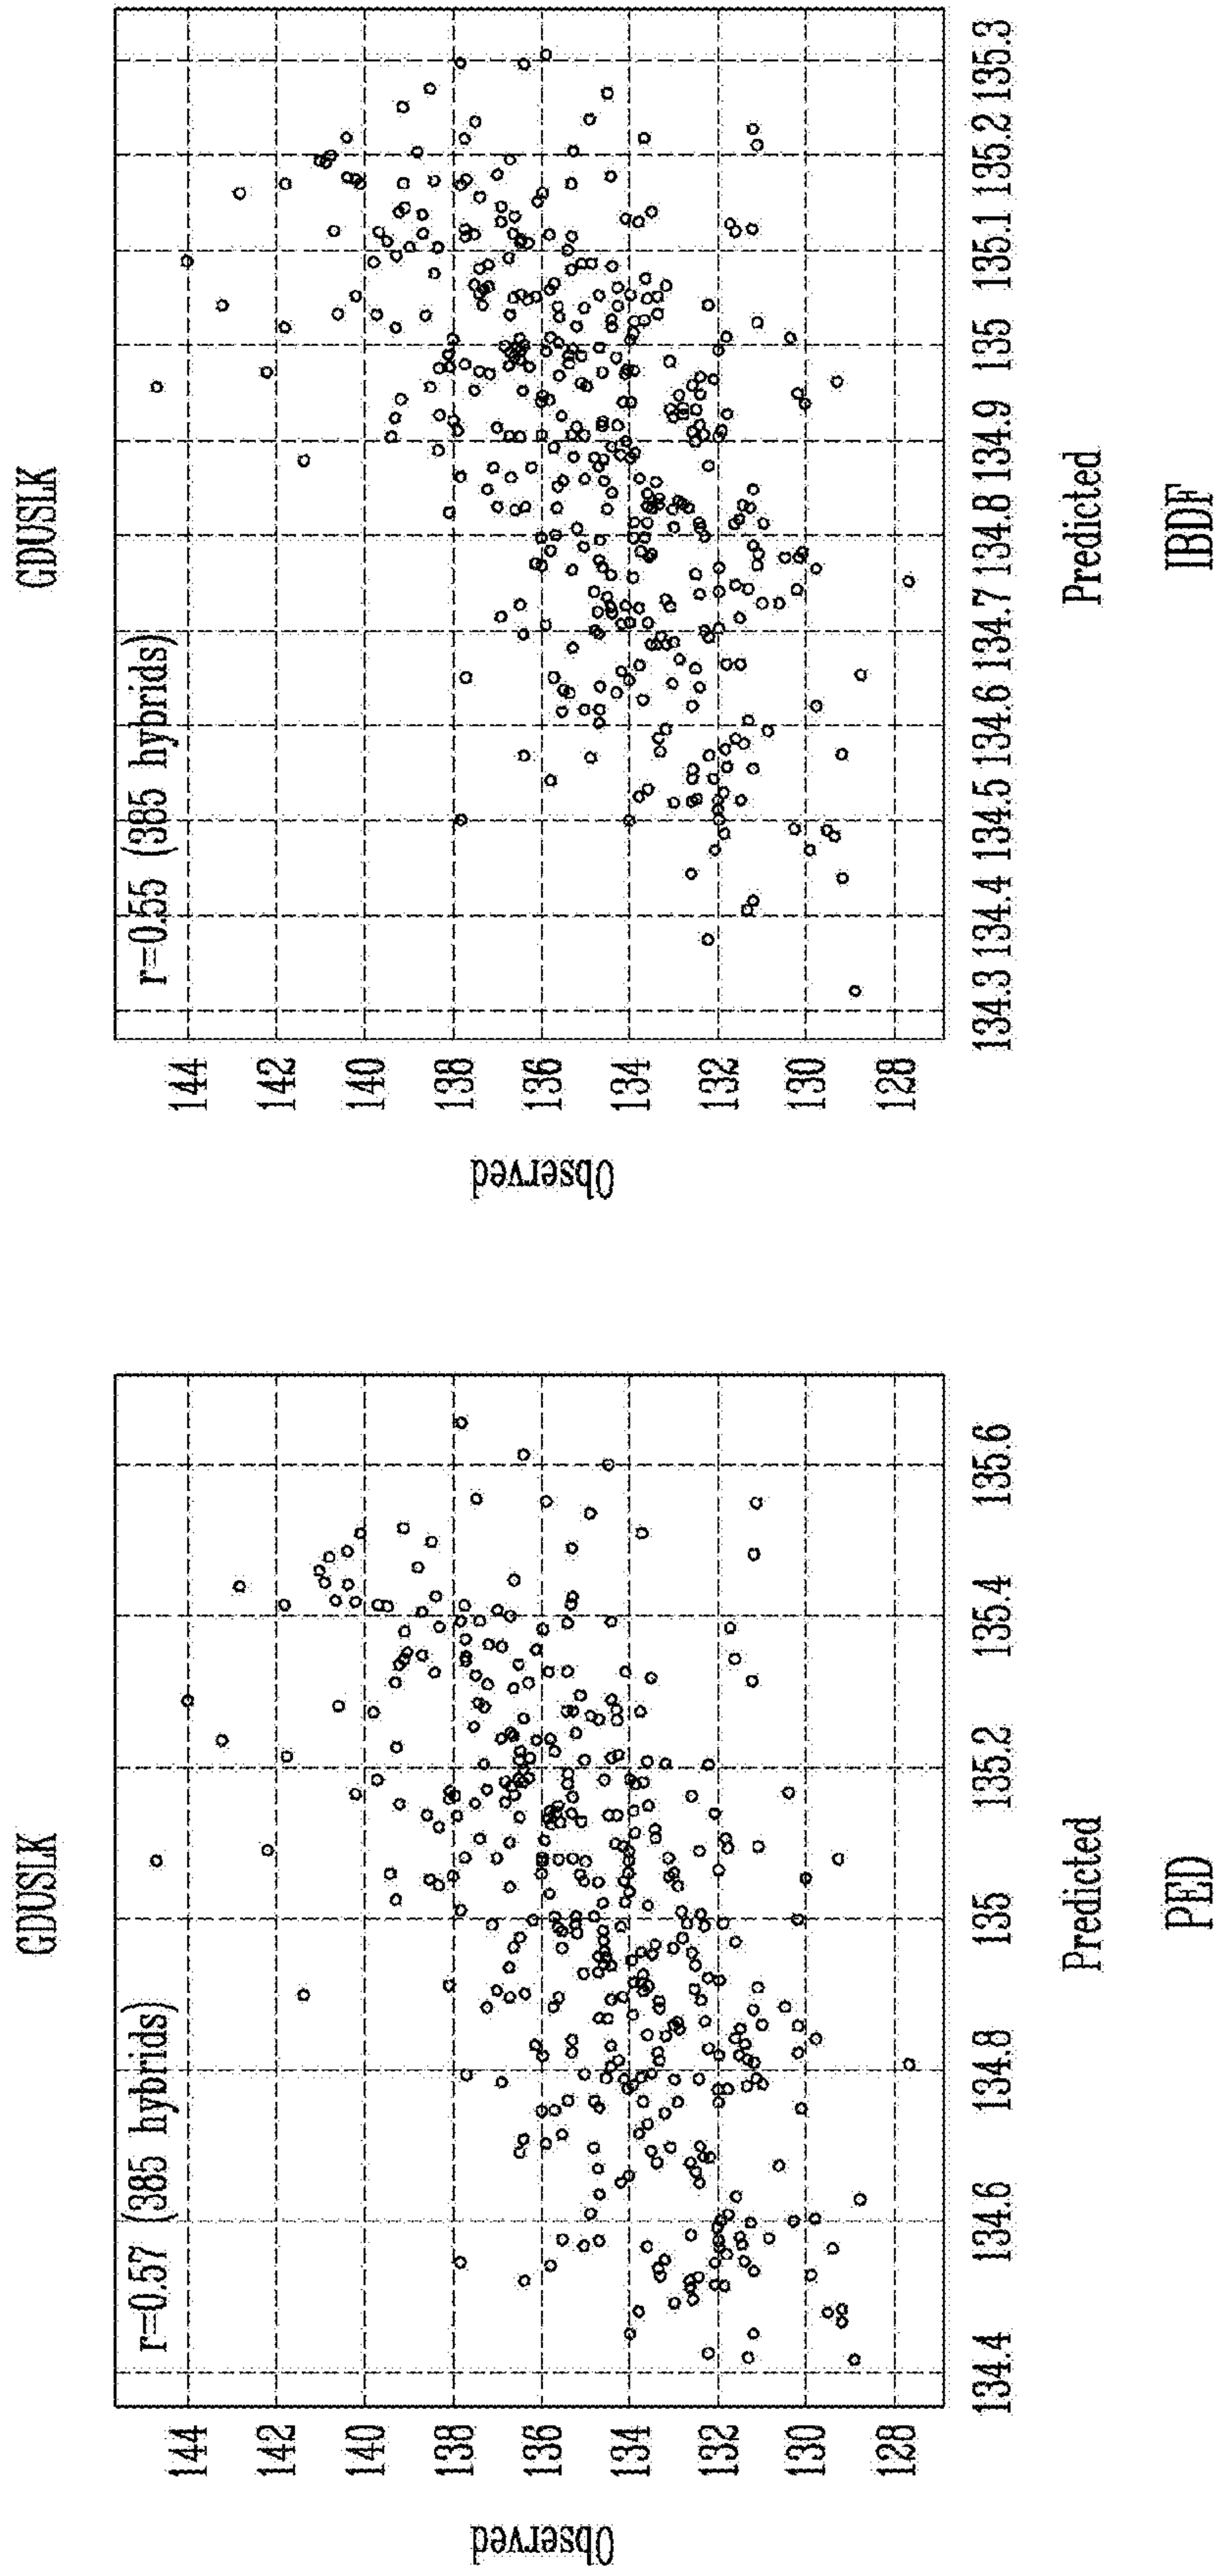 GDUSLK
r=0.57 (385 hybrids)
Observed
144
142
140
138
136
134
132
130
128
134.4 134.6 134.8 135 135.2 135.4 135.6
Predicted
PED
GDUSLK
r=0.55 (385 hybrids)
Observed
144
142
140
138
136
134
132
130
128
134.3 134.4 134.5 134.6 134.7 134.8 134.9 135 135.1 135.2 135.3
Predicted
IBDF